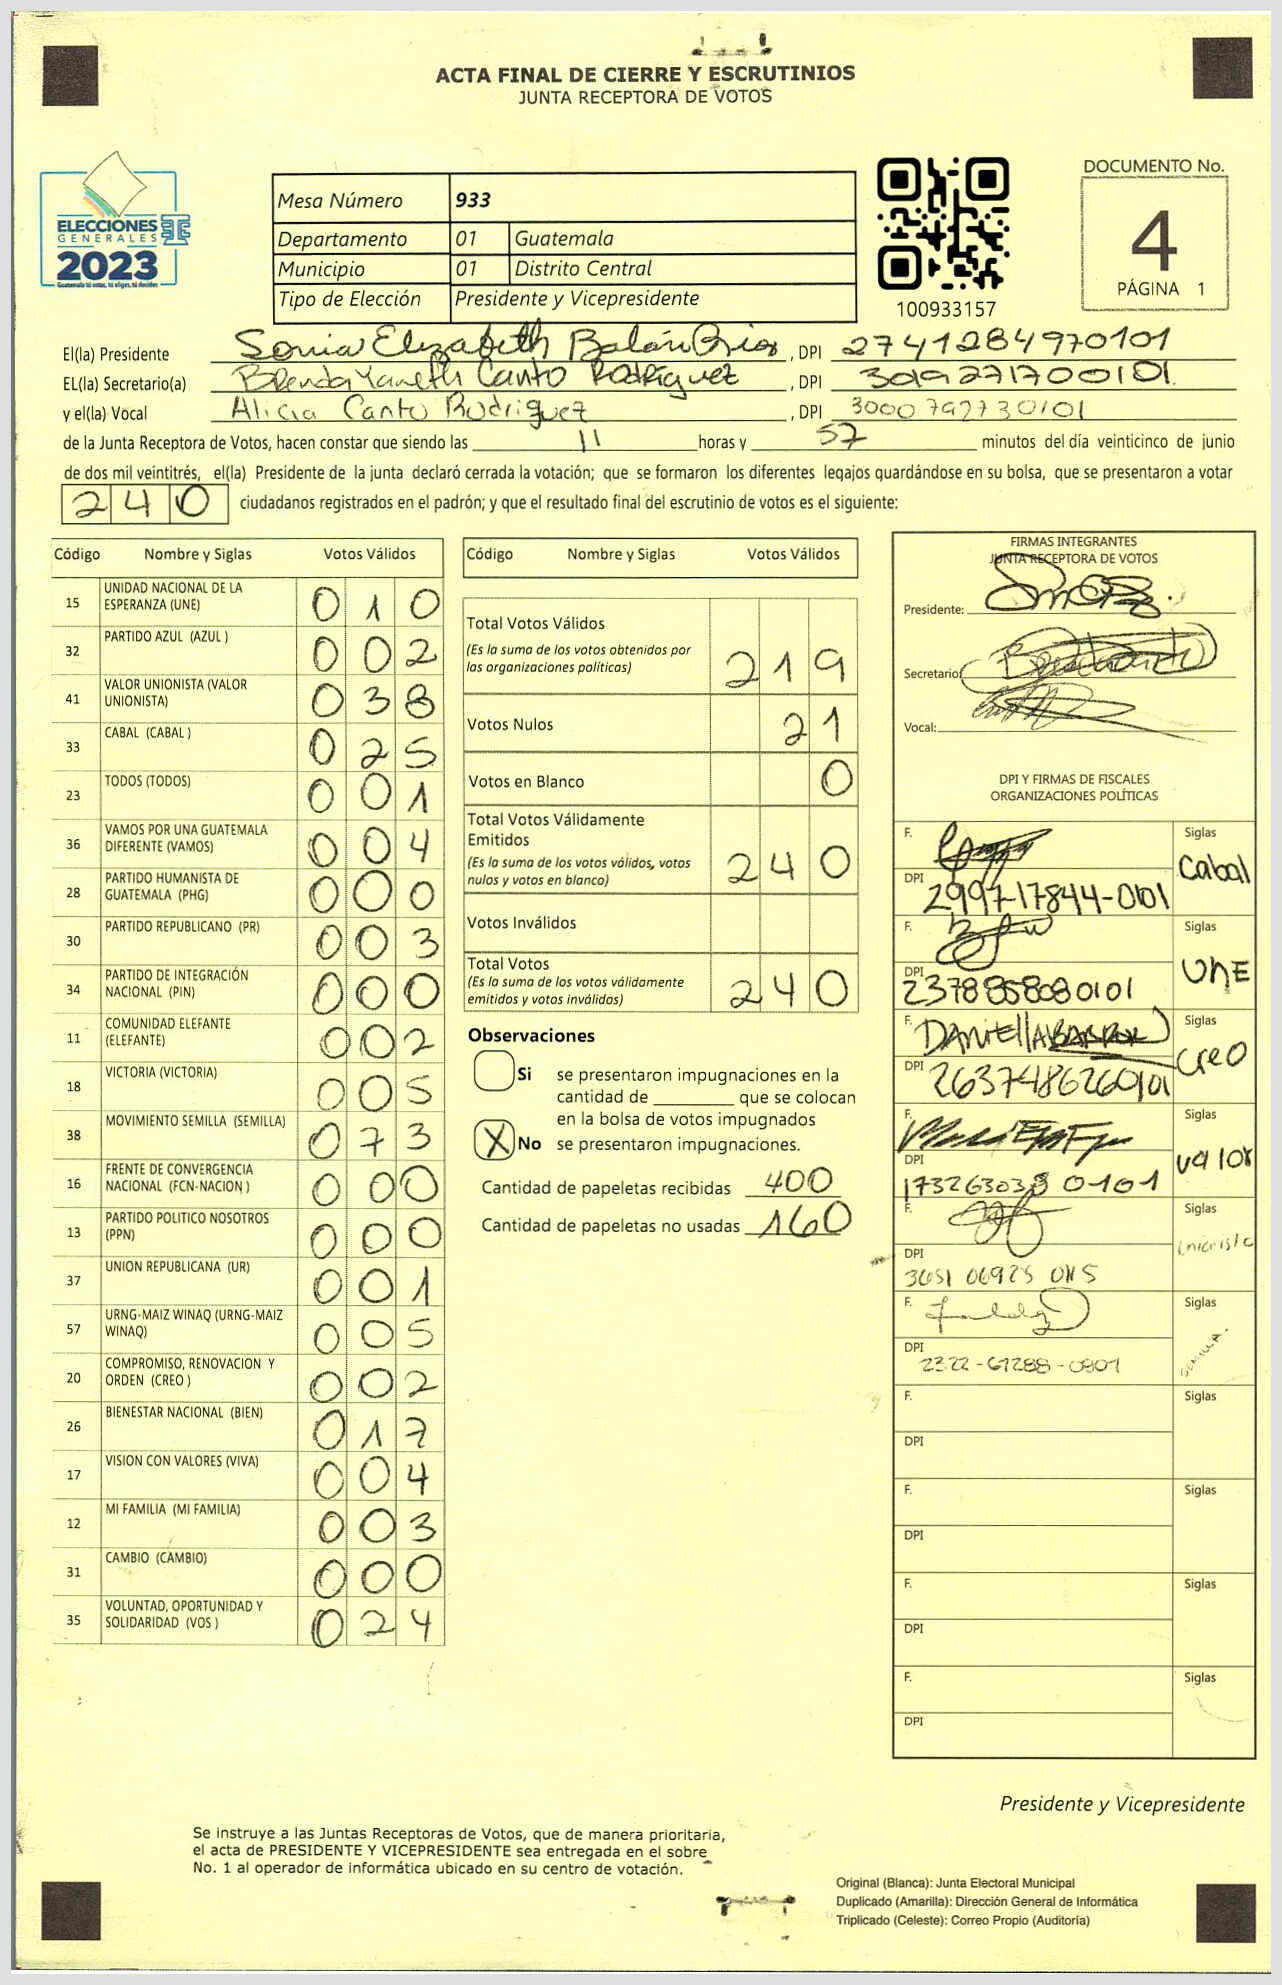 ACTA FINAL DE CIERRE Y ESCRUTINIOS
JUNTA RECEPTORA DE VOTOS
ELECCIONES
GENERALES
2023
Guatemala tú votas, tú eliges, tú decides
Mesa Número 933
Departamento 01 Guatemala
Municipio 01 Distrito Central
Tipo de Elección Presidente y Vicepresidente
100933157
DOCUMENTO No.
4
PÁGINA 1
El(la) Presidente Sonia Elizabeth Balán Rios, DPI 2741284970101
EL(la) Secretario(a) Brenda Yaneth Canto Rodríguez, DPI 3019271700101
y el(la) Vocal Alicia Canto Rodriguez, DPI 3000792730101
de la Junta Receptora de Votos, hacen constar que siendo las 11 horas y 57 minutos del día veinticinco de junio
de dos mil veintitrés, el(la) Presidente de la junta declaró cerrada la votación; que se formaron los diferentes legajos guardándose en su bolsa, que se presentaron a votar
240 ciudadanos registrados en el padrón; y que el resultado final del escrutinio de votos es el siguiente:
Código Nombre y Siglas Votos Válidos
15 UNIDAD NACIONAL DE LA ESPERANZA (UNE) 010
32 PARTIDO AZUL (AZUL ) 002
41 VALOR UNIONISTA (VALOR UNIONISTA) 038
33 CABAL (CABAL ) 025
23 TODOS (TODOS) 001
36 VAMOS POR UNA GUATEMALA DIFERENTE (VAMOS) 004
28 PARTIDO HUMANISTA DE GUATEMALA (PHG) 000
30 PARTIDO REPUBLICANO (PR) 003
34 PARTIDO DE INTEGRACIÓN NACIONAL (PIN) 000
11 COMUNIDAD ELEFANTE (ELEFANTE) 002
18 VICTORIA (VICTORIA) 005
38 MOVIMIENTO SEMILLA (SEMILLA) 073
16 FRENTE DE CONVERGENCIA NACIONAL (FCN-NACION ) 000
13 PARTIDO POLITICO NOSOTROS (PPN) 000
37 UNION REPUBLICANA (UR) 001
57 URNG-MAIZ WINAQ (URNG-MAIZ WINAQ) 005
20 COMPROMISO, RENOVACION Y ORDEN (CREO ) 002
26 BIENESTAR NACIONAL (BIEN) 017
17 VISION CON VALORES (VIVA) 004
12 MI FAMILIA (MI FAMILIA) 003
31 CAMBIO (CAMBIO) 000
35 VOLUNTAD, OPORTUNIDAD Y SOLIDARIDAD (VOS ) 024
Código Nombre y Siglas Votos Válidos
Total Votos Válidos
(Es la suma de los votos obtenidos por
las organizaciones políticas) 219
Votos Nulos 21
Votos en Blanco 0
Total Votos Válidamente
Emitidos
(Es la suma de los votos válidos, votos
nulos y votos en blanco) 240
Votos Inválidos
Total Votos
(Es la suma de los votos válidamente
emitidos y votos inválidos) 240
Observaciones
Si se presentaron impugnaciones en la
cantidad de ________ que se colocan
en la bolsa de votos impugnados
X No se presentaron impugnaciones.
Cantidad de papeletas recibidas 400
Cantidad de papeletas no usadas 160
FIRMAS INTEGRANTES
JUNTA RECEPTORA DE VOTOS
Presidente:
Secretario:
Vocal:
DPI Y FIRMAS DE FISCALES
ORGANIZACIONES POLÍTICAS
F. Siglas Cabal
DPI 2997-17844-0101
F. Siglas UNE
DPI 2378858080101
F. DANIELLA Siglas Creo
DPI 2637486260101
F. Siglas valor
DPI 1732630380101
F. Siglas unionista
DPI 3651 06925 0115
F. Siglas SEMILLA
DPI 2322-67288-0801
F. Siglas
DPI
F. Siglas
DPI
F. Siglas
DPI
F. Siglas
DPI
Presidente y Vicepresidente
Se instruye a las Juntas Receptoras de Votos, que de manera prioritaria,
el acta de PRESIDENTE Y VICEPRESIDENTE sea entregada en el sobre
No. 1 al operador de informática ubicado en su centro de votación.
Original (Blanca): Junta Electoral Municipal
Duplicado (Amarilla): Dirección General de Informática
Triplicado (Celeste): Correo Propio (Auditoría)